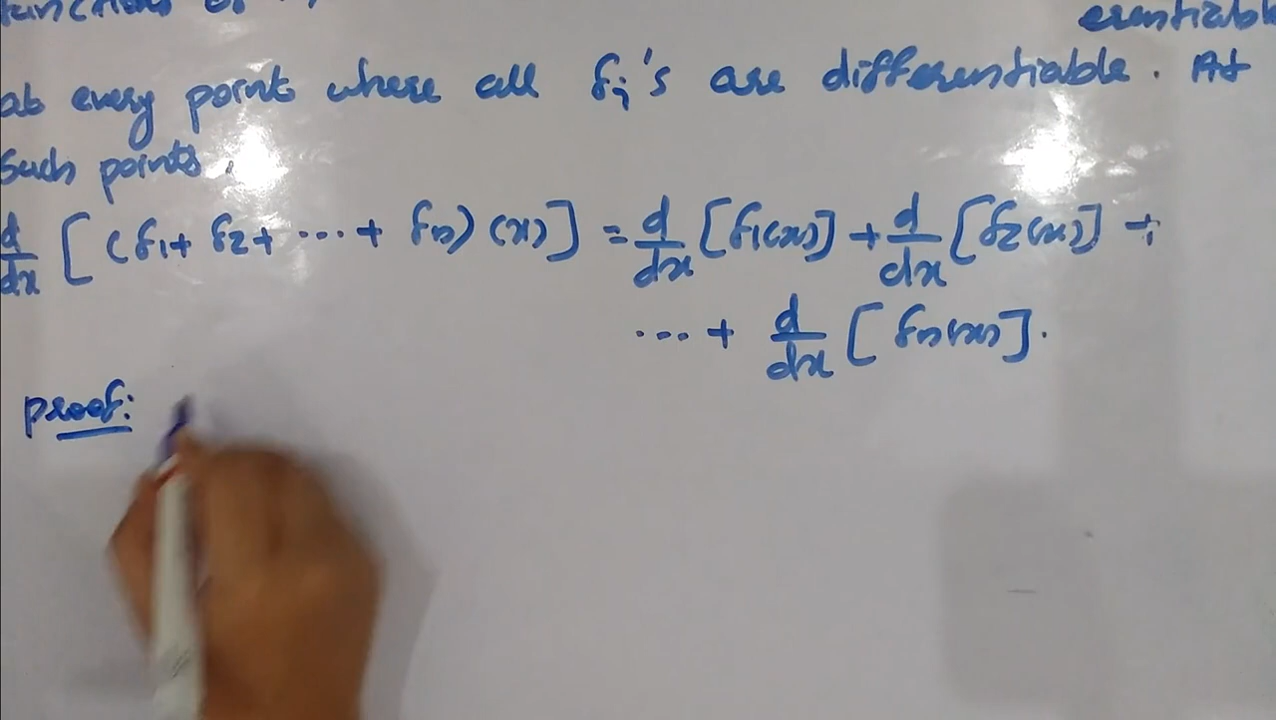 erentiable
at every point where all fi's are differentiable. At
Such points,
d/dx [(f1+ f2+ ...+ fn) (x)] = d/dx [f1(x)] + d/dx [f2(x)] +
...+ d/dx [fn(x)].
proof: